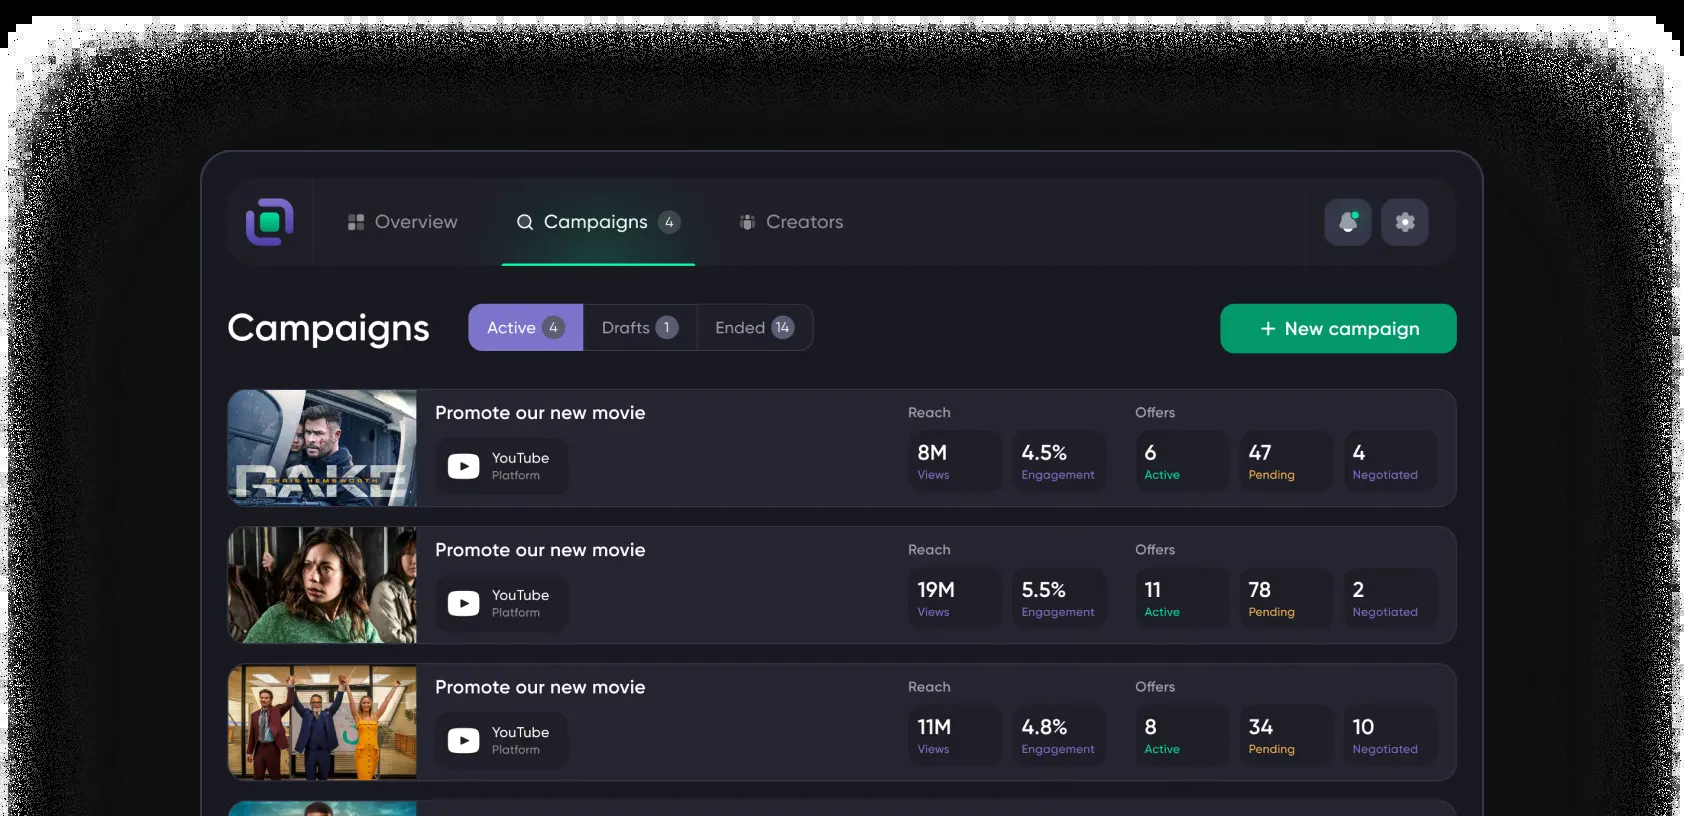 Overview
Campaigns 4
Creators
Campaigns
Active 4
Drafts 1
Ended 14
+ New campaign
RAKE
CHRIS HEMSWORTH
Promote our new movie
YouTube
Platform
Reach
8M
Views
4.5%
Engagement
Offers
6
Active
47
Pending
4
Negotiated
Promote our new movie
YouTube
Platform
Reach
19M
Views
5.5%
Engagement
Offers
11
Active
78
Pending
2
Negotiated
Promote our new movie
YouTube
Platform
Reach
11M
Views
4.8%
Engagement
Offers
8
Active
34
Pending
10
Negotiated